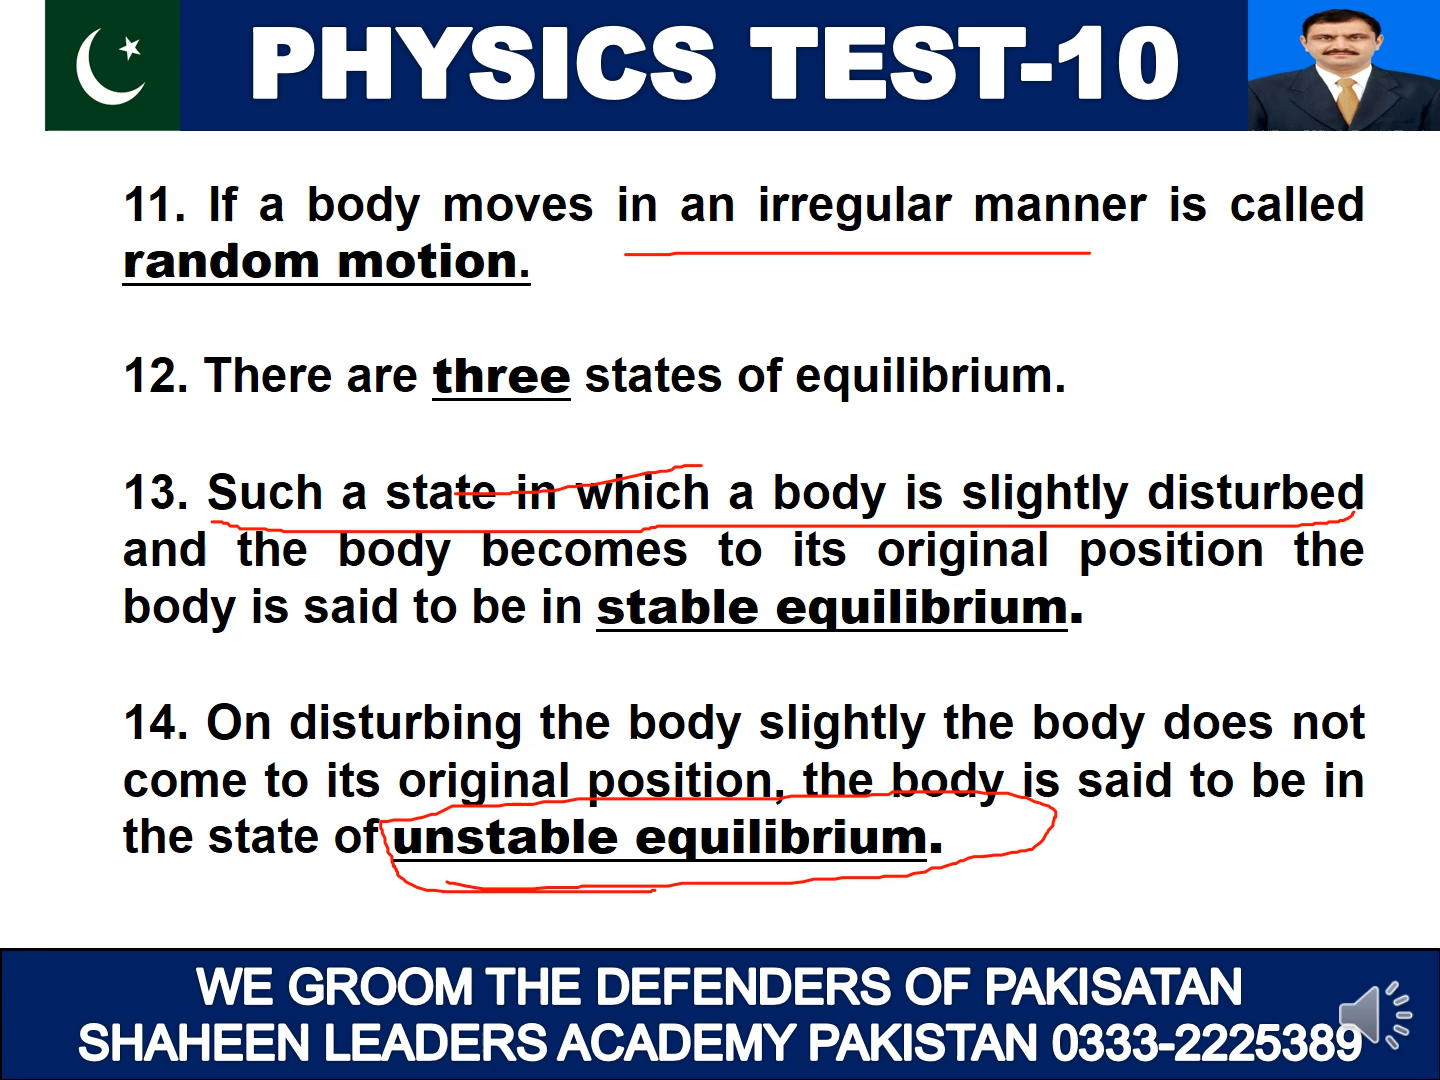 PHYSICS TEST-10
11. If a body moves in an irregular manner is called
random motion.
12. There are three states of equilibrium.
13. Such a state in which a body is slightly disturbed
and the body becomes to its original position the
body is said to be in stable equilibrium.
14. On disturbing the body slightly the body does not
come to its original position, the body is said to be in
the state of unstable equilibrium.
WE GROOM THE DEFENDERS OF PAKISATAN
SHAHEEN LEADERS ACADEMY PAKISTAN 0333-2225389